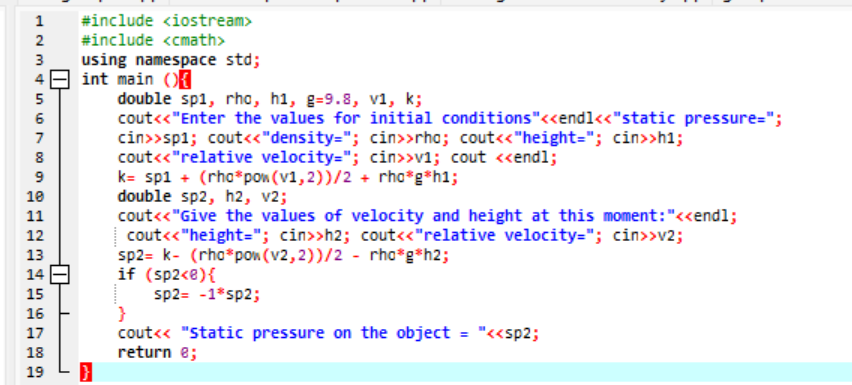 1 #include <iostream>
2 #include <cmath>
3 using namespace std;
4 int main (){
5 double sp1, rho, h1, g=9.8, v1, k;
6 cout<<"Enter the values for initial conditions"<<endl<<"static pressure=";
7 cin>>sp1; cout<<"density="; cin>>rho; cout<<"height="; cin>>h1;
8 cout<<"relative velocity="; cin>>v1; cout <<endl;
9 k= sp1 + (rho*pow(v1,2))/2 + rho*g*h1;
10 double sp2, h2, v2;
11 cout<<"Give the values of velocity and height at this moment:"<<endl;
12 cout<<"height="; cin>>h2; cout<<"relative velocity="; cin>>v2;
13 sp2= k- (rho*pow(v2,2))/2 - rho*g*h2;
14 if (sp2<0){
15 sp2= -1*sp2;
16 }
17 cout<< "Static pressure on the object = "<<sp2;
18 return 0;
19 }